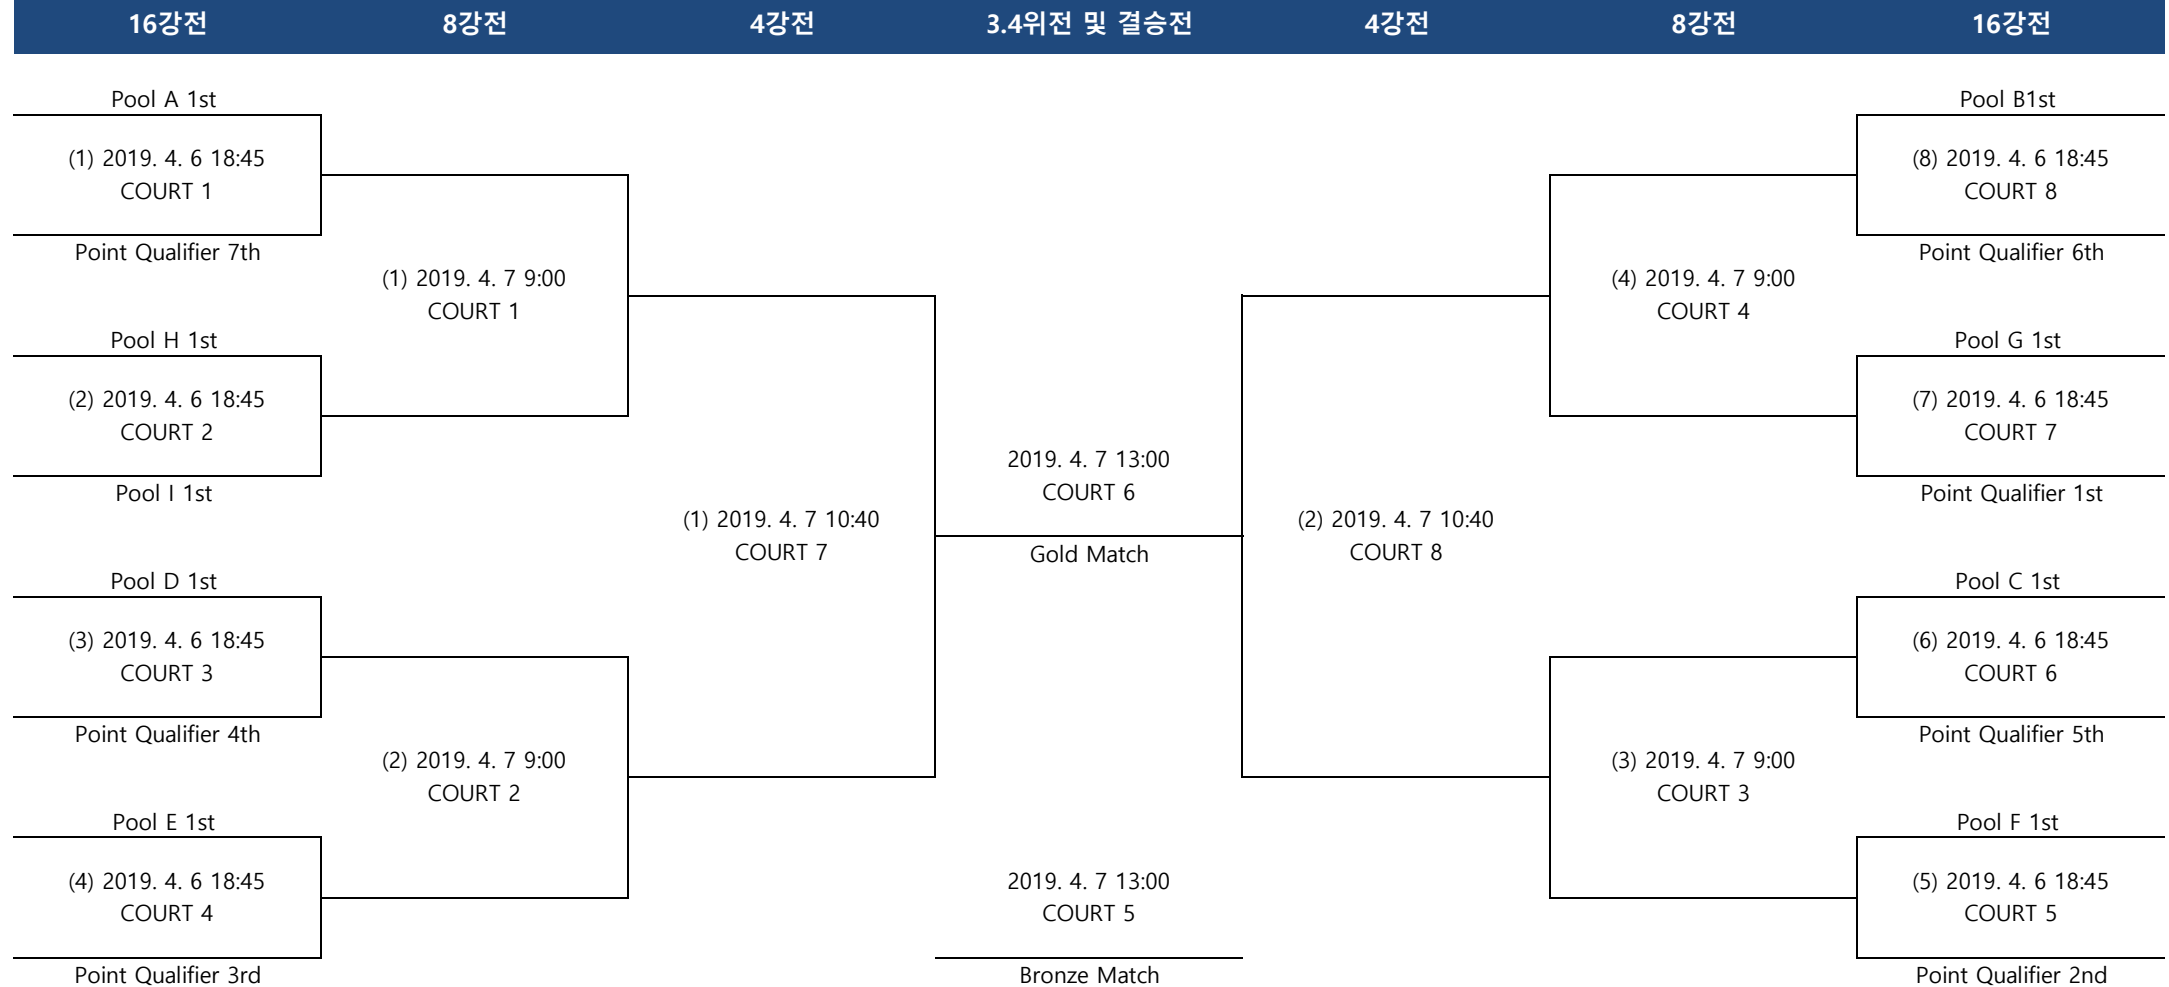 16강전 8강전 4강전 3.4위전 및 결승전 4강전 8강전 16강전
Pool A 1st
(1) 2019. 4. 6 18:45
COURT 1
Point Qualifier 7th
Pool H 1st
(2) 2019. 4. 6 18:45
COURT 2
Pool I 1st
Pool D 1st
(3) 2019. 4. 6 18:45
COURT 3
Point Qualifier 4th
Pool E 1st
(4) 2019. 4. 6 18:45
COURT 4
Point Qualifier 3rd
(1) 2019. 4. 7 9:00
COURT 1
(2) 2019. 4. 7 9:00
COURT 2
(1) 2019. 4. 7 10:40
COURT 7
2019. 4. 7 13:00
COURT 6
Gold Match
2019. 4. 7 13:00
COURT 5
Bronze Match
(2) 2019. 4. 7 10:40
COURT 8
(4) 2019. 4. 7 9:00
COURT 4
(3) 2019. 4. 7 9:00
COURT 3
Pool B1st
(8) 2019. 4. 6 18:45
COURT 8
Point Qualifier 6th
Pool G 1st
(7) 2019. 4. 6 18:45
COURT 7
Point Qualifier 1st
Pool C 1st
(6) 2019. 4. 6 18:45
COURT 6
Point Qualifier 5th
Pool F 1st
(5) 2019. 4. 6 18:45
COURT 5
Point Qualifier 2nd